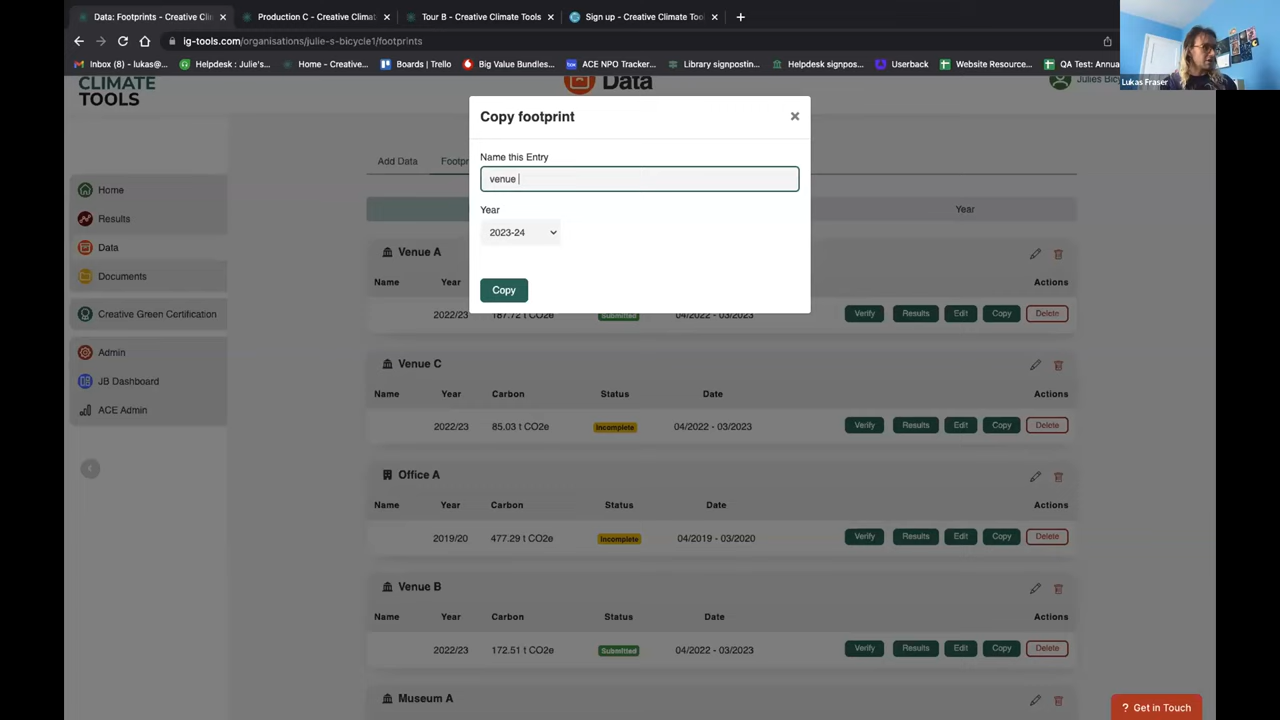 Data: Footprints - Creative Cli
Production C - Creative Climat
Tour B - Creative Climate Tools
Sign up - Creative Climate Too
ig-tools.com/organisations/julie-s-bicycle1/footprints
Inbox (8) - lukas@...
Helpdesk : Julie's...
Home - Creative...
Boards | Trello
Big Value Bundles...
ACE NPO Tracker...
Library signposting...
Helpdesk signpos...
Userback
Website Resource...
QA Test: Annua
Lukas Fraser
CLIMATE
TOOLS
Data
Julies Bic
Copy footprint
Name this Entry
venue
Year
2023-24
Copy
Add Data
Footpr
Year
Home
Results
Data
Documents
Creative Green Certification
Admin
JB Dashboard
ACE Admin
Venue A
Name Year Actions
2022/23 187.72 t CO2e Submitted 04/2022 - 03/2023 Verify Results Edit Copy Delete
Venue C
Name Year Carbon Status Date Actions
2022/23 85.03 t CO2e Incomplete 04/2022 - 03/2023 Verify Results Edit Copy Delete
Office A
Name Year Carbon Status Date Actions
2019/20 477.29 t CO2e Incomplete 04/2019 - 03/2020 Verify Results Edit Copy Delete
Venue B
Name Year Carbon Status Date Actions
2022/23 172.51 t CO2e Submitted 04/2022 - 03/2023 Verify Results Edit Copy Delete
Museum A
? Get in Touch